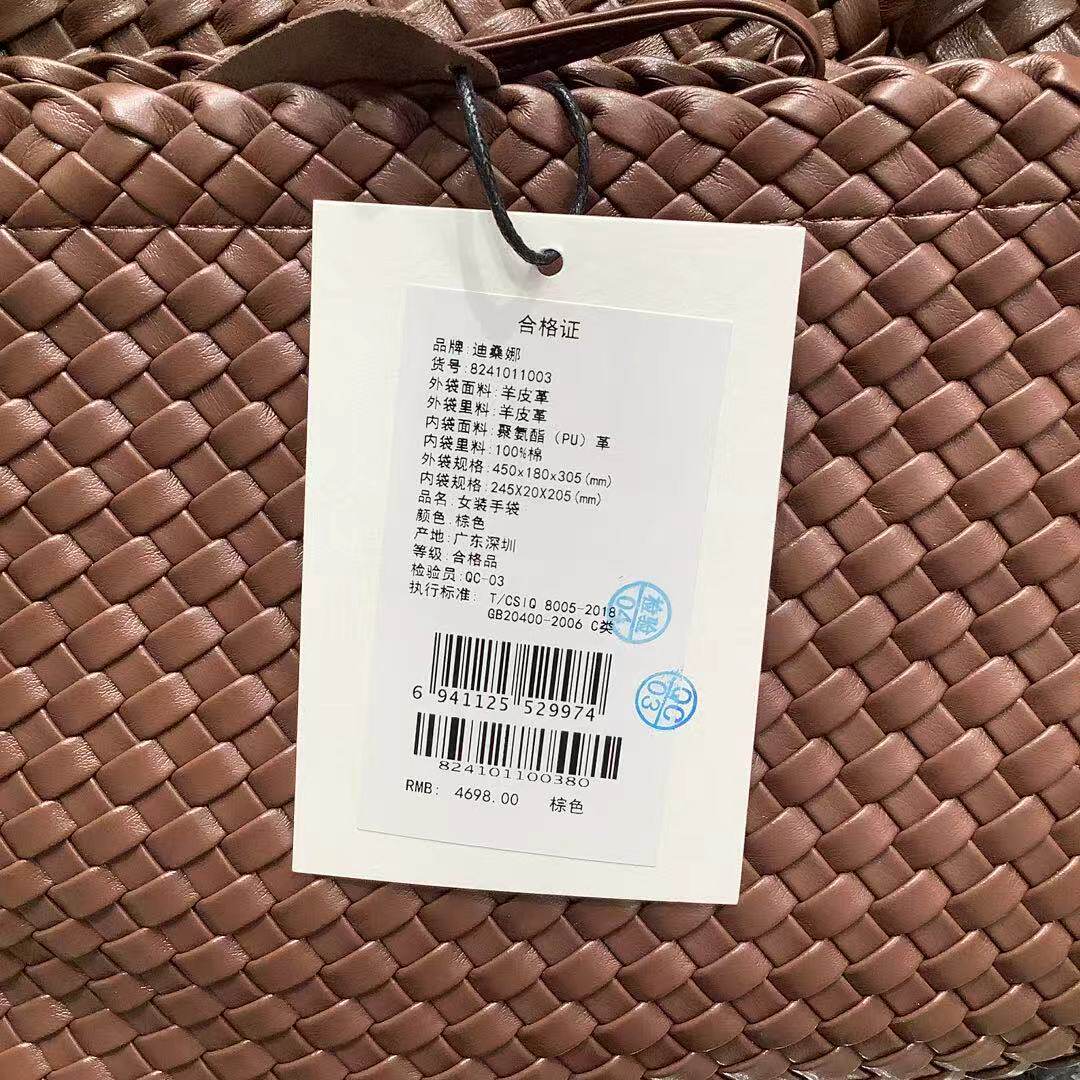 合格证
品牌:迪桑娜
货号:8241011003
外袋面料:羊皮革
外袋里料:羊皮革
内袋面料:聚氨酯（PU）革
内袋里料:100%棉
外袋规格:450x180x305(mm)
内袋规格:245X20X205(mm)
品名:女装手袋
颜色:棕色
产地:广东深圳
等级:合格品
检验员:QC-03
执行标准: T/CSIQ 8005-2018
GB20400-2006 C类
检验
04
QC
03
6 941125 529974
824101100380
RMB: 4698.00 棕色